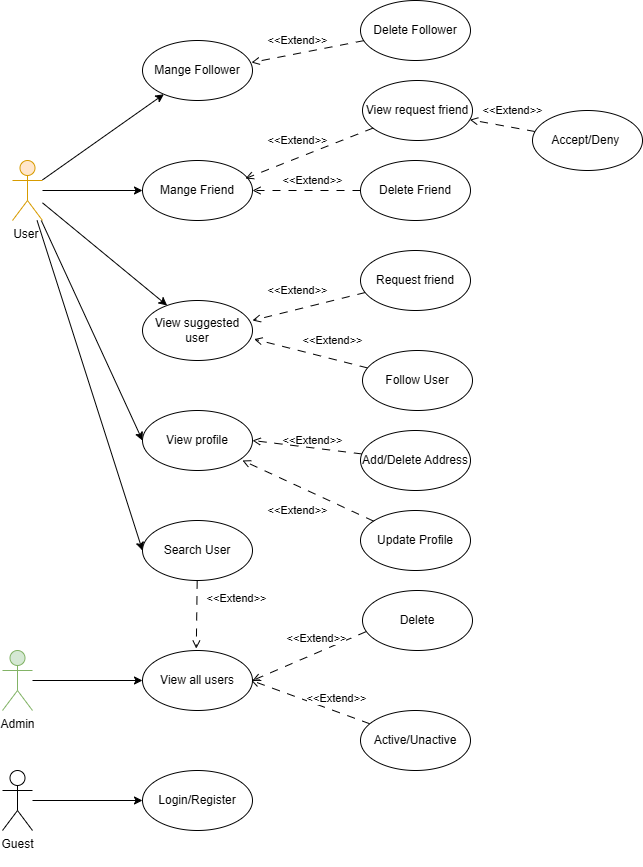 Delete Follower
<<Extend>>
Mange Follower
View request friend
<<Extend>>
Accept/Deny
<<Extend>>
Mange Friend
<<Extend>>
Delete Friend
User
Request friend
<<Extend>>
View suggested
user
<<Extend>>
Follow User
View profile
<<Extend>>
Add/Delete Address
<<Extend>>
Update Profile
Search User
<<Extend>>
Delete
<<Extend>>
View all users
<<Extend>>
Active/Unactive
Admin
Login/Register
Guest